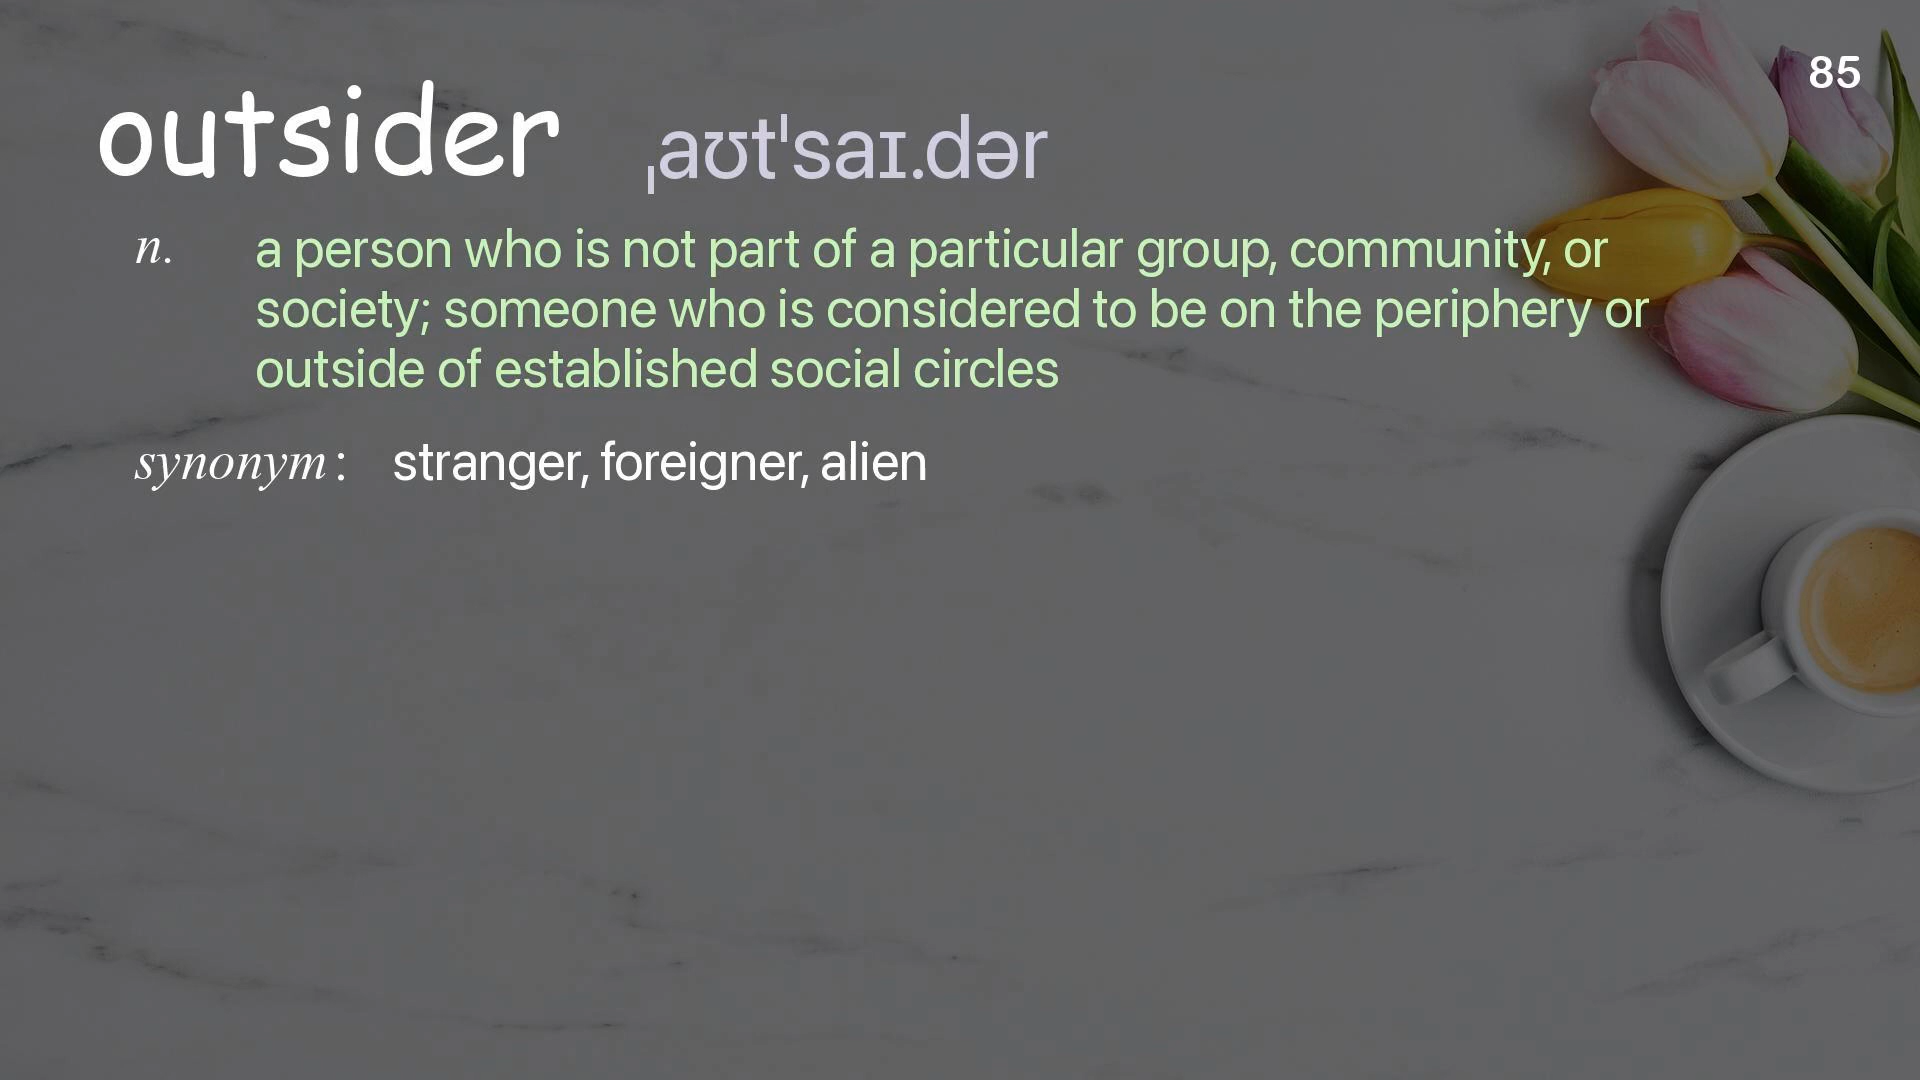 85
outsider ˌaʊtˈsaɪ.dər
n. a person who is not part of a particular group, community, or
society; someone who is considered to be on the periphery or
outside of established social circles
synonym: stranger, foreigner, alien